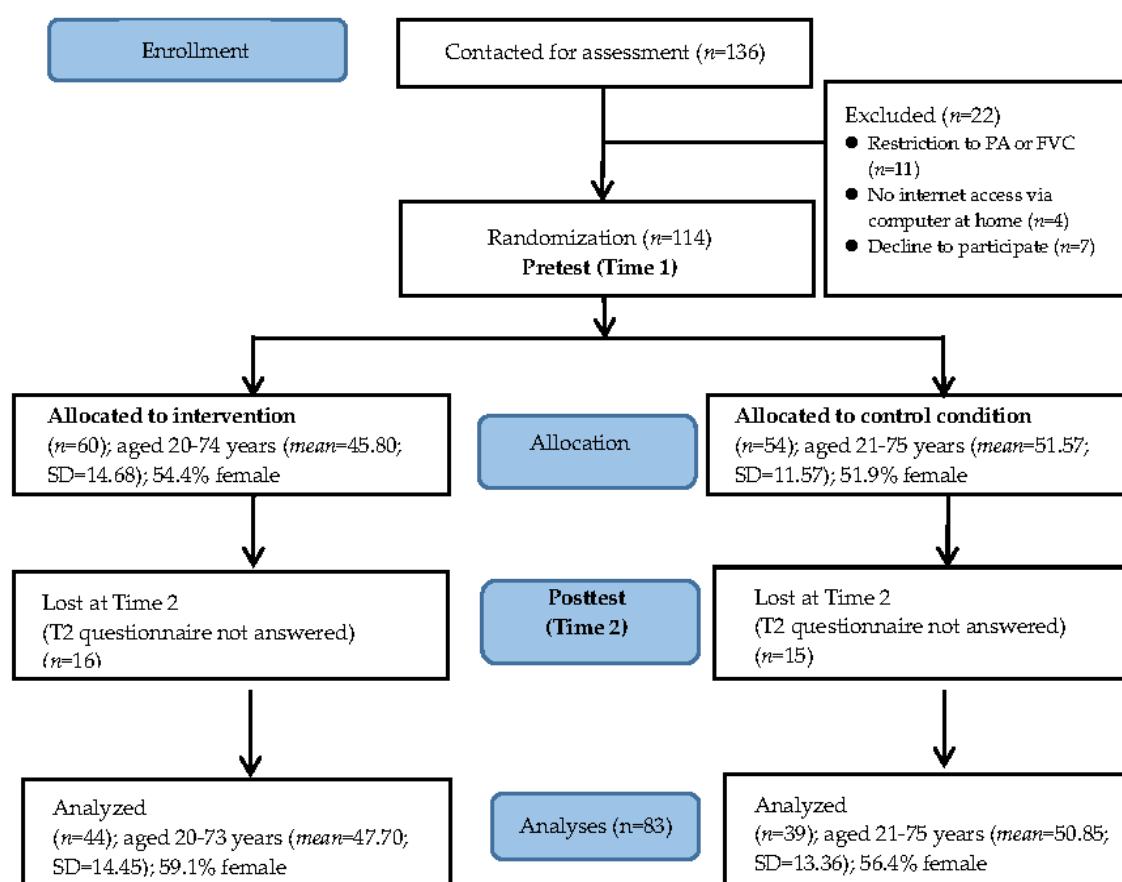 Enrollment
Contacted for assessment (n=136)
Excluded (n=22)
● Restriction to PA or FVC
(n=11)
● No internet access via
computer at home (n=4)
● Decline to participate (n=7)
Randomization (n=114)
Pretest (Time 1)
Allocated to intervention
(n=60); aged 20-74 years (mean=45.80;
SD=14.68); 54.4% female
Allocation
Allocated to control condition
(n=54); aged 21-75 years (mean=51.57;
SD=11.57); 51.9% female
Lost at Time 2
(T2 questionnaire not answered)
(n=16)
Posttest
(Time 2)
Lost at Time 2
(T2 questionnaire not answered)
(n=15)
Analyzed
(n=44); aged 20-73 years (mean=47.70;
SD=14.45); 59.1% female
Analyses (n=83)
Analyzed
(n=39); aged 21-75 years (mean=50.85;
SD=13.36); 56.4% female